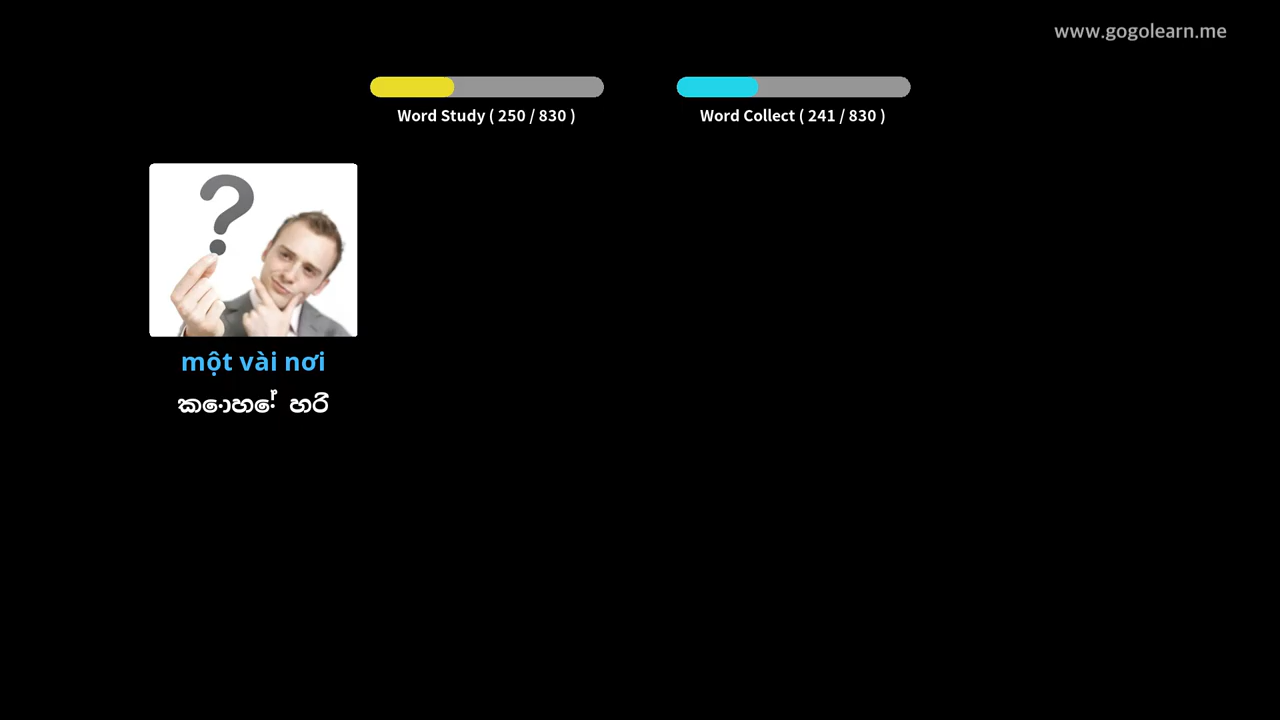 www.gogolearn.me
Word Study ( 250 / 830 )
Word Collect ( 241 / 830 )
một vài nơi
කොහේ හරි